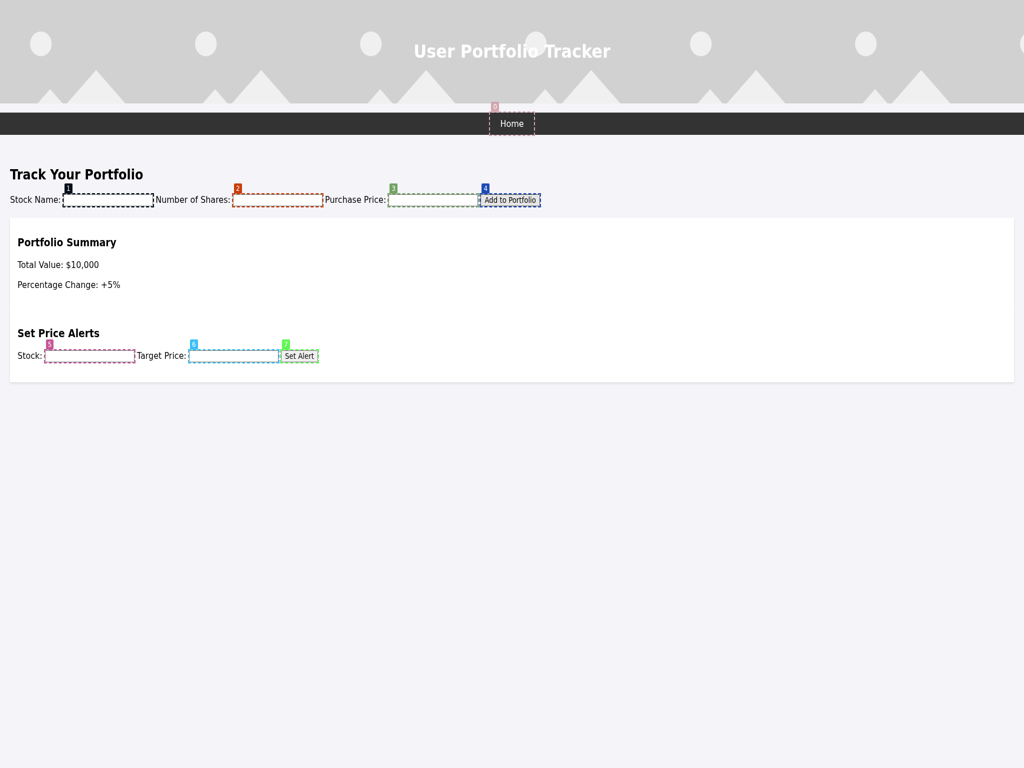 User Portfolio Tracker
0
Home
Track Your Portfolio
1 2 3 4
Stock Name: Number of Shares: Purchase Price: Add to Portfolio
Portfolio Summary
Total Value: $10,000
Percentage Change: +5%
Set Price Alerts
5 6 7
Stock: Target Price: Set Alert